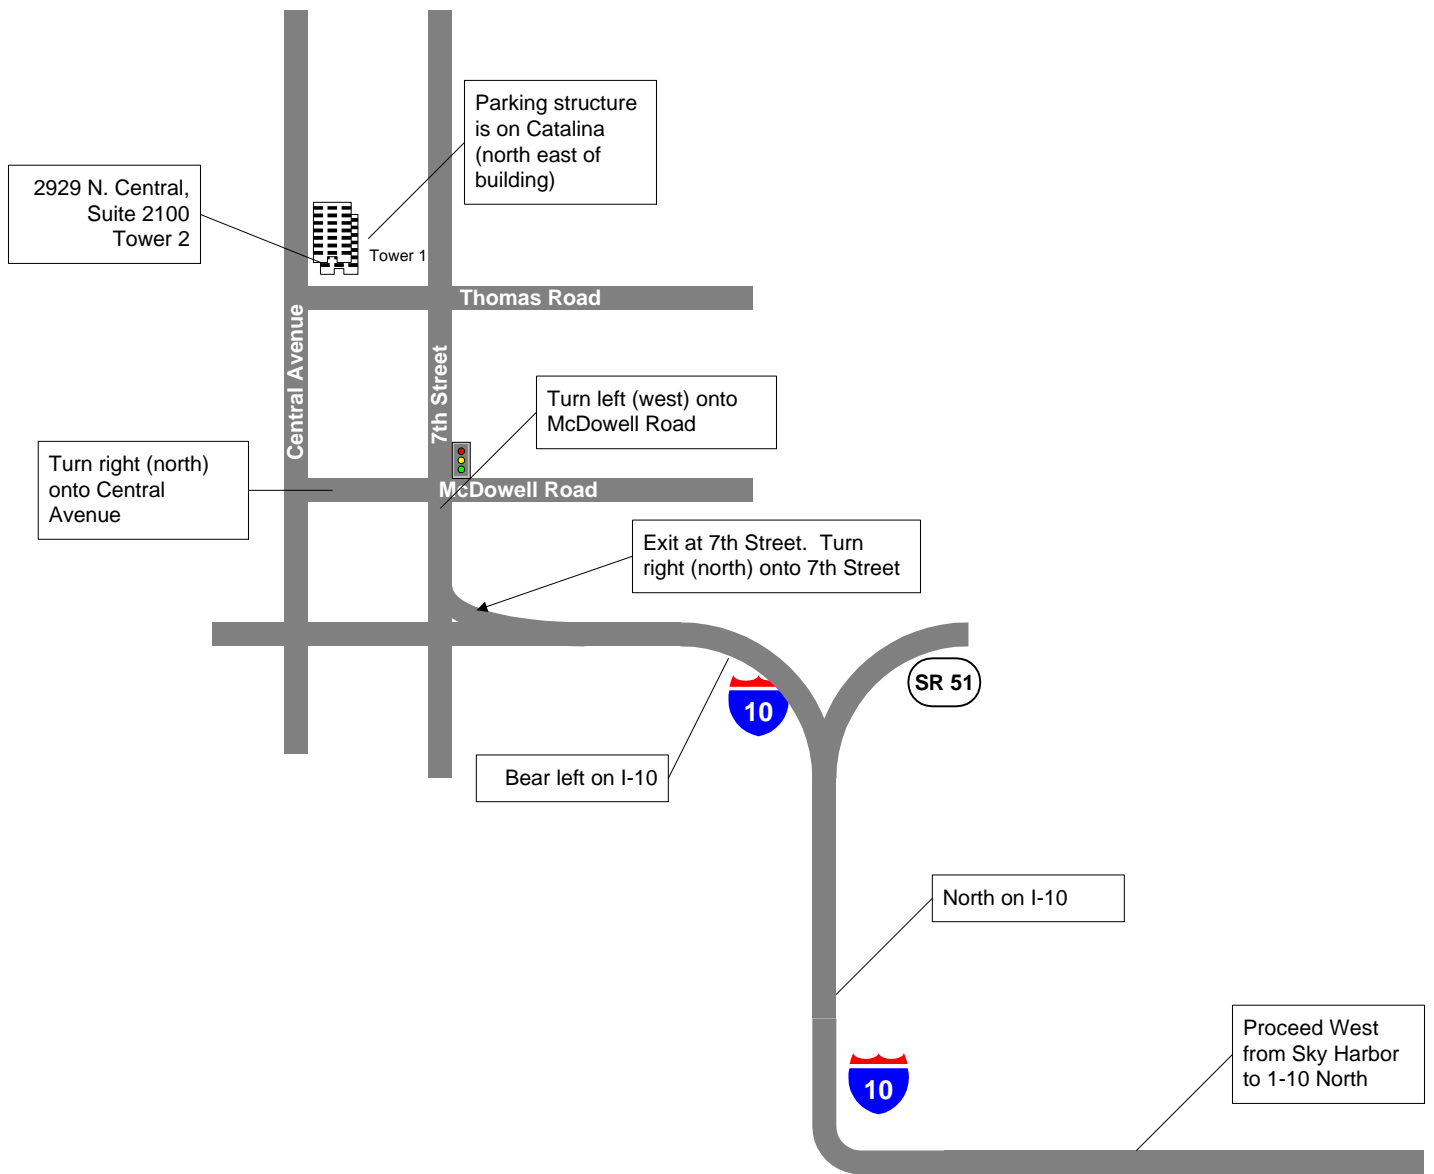 Parking structure
is on Catalina
(north east of
building)
2929 N. Central,
Suite 2100
Tower 2
Tower 1
Thomas Road
Central Avenue
7th Street
Turn left (west) onto
McDowell Road
Turn right (north)
onto Central
Avenue
McDowell Road
Exit at 7th Street.  Turn
right (north) onto 7th Street
SR 51
10
Bear left on I-10
North on I-10
Proceed West
from Sky Harbor
to 1-10 North
10